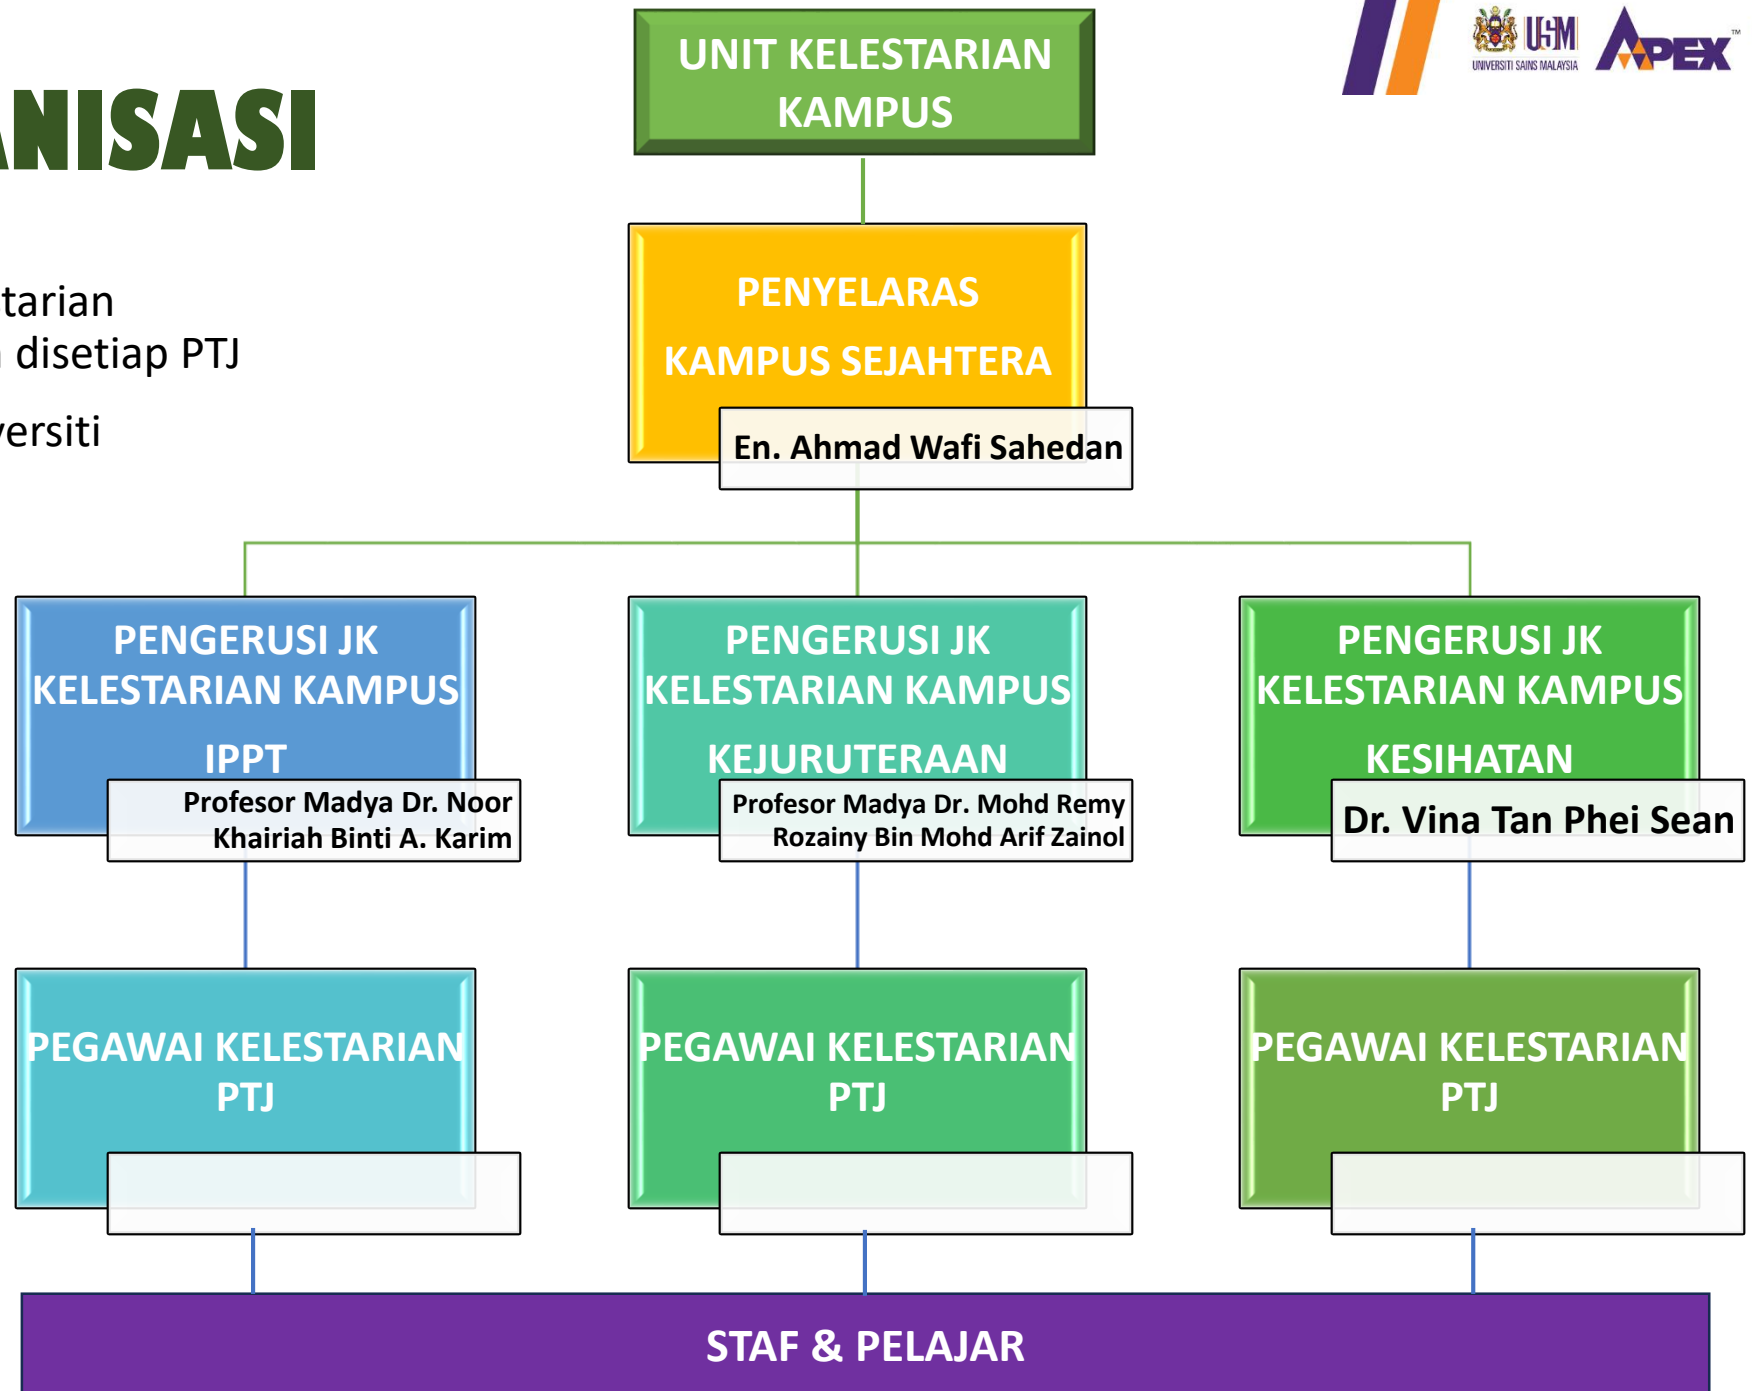 UNIT KELESTARIAN
KAMPUS
UNIVERSITI SAINS MALAYSIA
USM
APEX™
ANISASI
tarian
disetiap PTJ
versiti
PENYELARAS
KAMPUS SEJAHTERA
En. Ahmad Wafi Sahedan
PENGERUSI JK
KELESTARIAN KAMPUS
IPPT
Profesor Madya Dr. Noor
Khairiah Binti A. Karim
PENGERUSI JK
KELESTARIAN KAMPUS
KEJURUTERAAN
Profesor Madya Dr. Mohd Remy
Rozainy Bin Mohd Arif Zainol
PENGERUSI JK
KELESTARIAN KAMPUS
KESIHATAN
Dr. Vina Tan Phei Sean
PEGAWAI KELESTARIAN
PTJ
PEGAWAI KELESTARIAN
PTJ
PEGAWAI KELESTARIAN
PTJ
STAF & PELAJAR